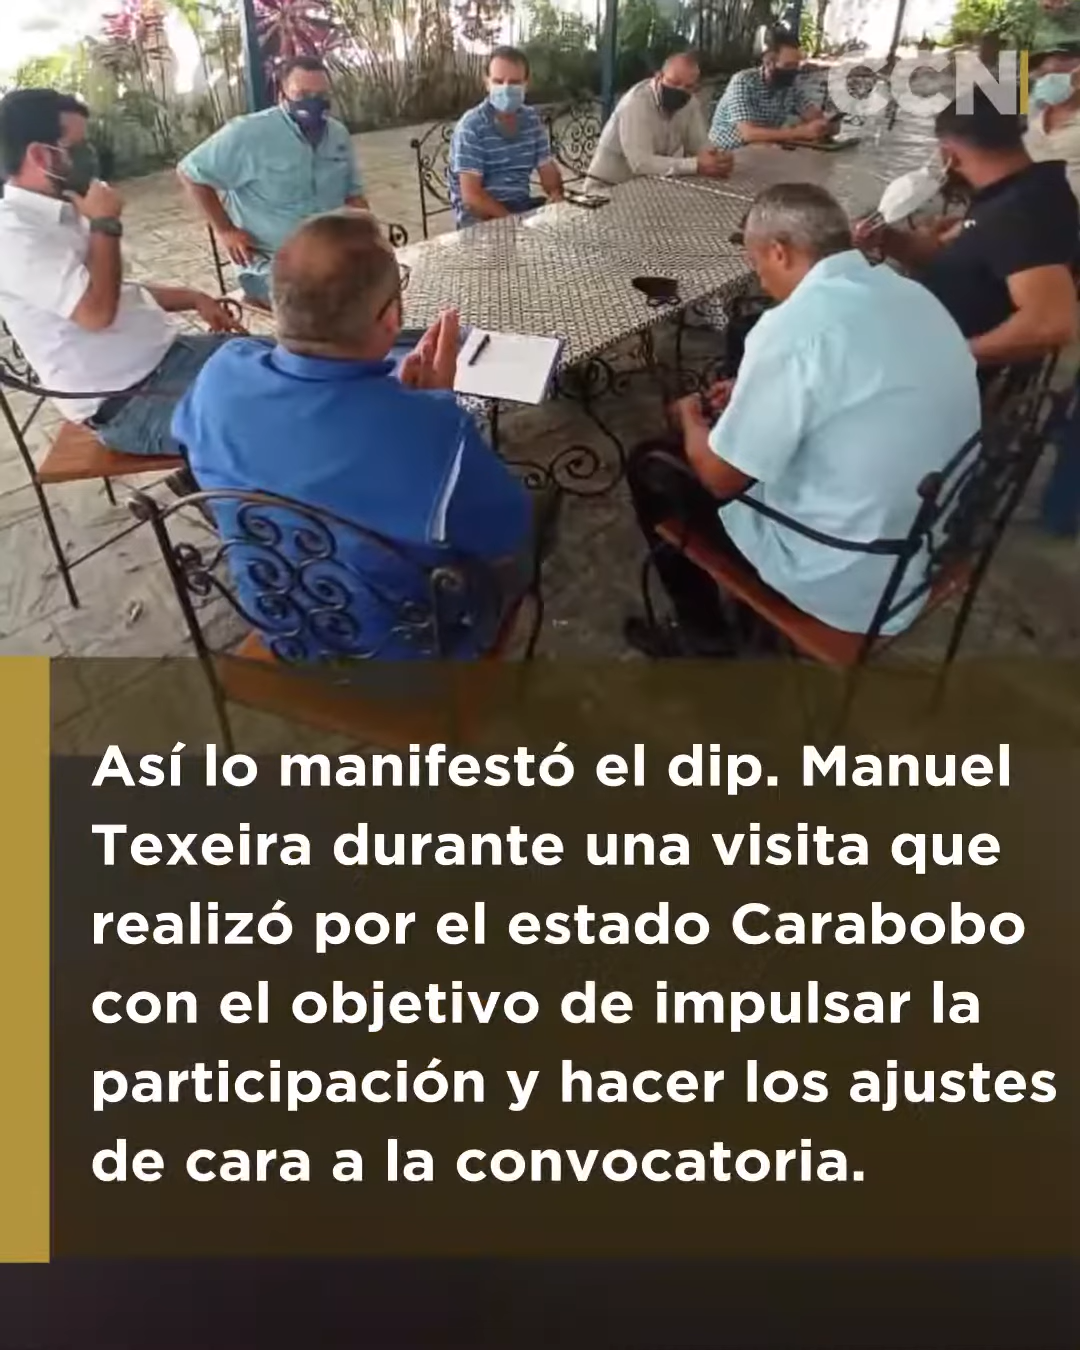 CCN
Así lo manifestó el dip. Manuel
Texeira durante una visita que
realizó por el estado Carabobo
con el objetivo de impulsar la
participación y hacer los ajustes
de cara a la convocatoria.